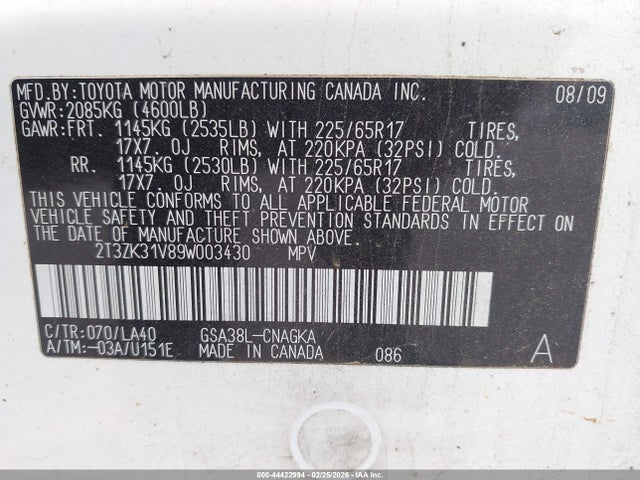 MFD.BY:TOYOTA MOTOR MANUFACTURING CANADA INC. 08/09
GVWR:2085KG (4600LB)
GAWR:FRT. 1145KG (2535LB) WITH 225/65R17 TIRES,
17X7. 0J RIMS, AT 220KPA (32PSI) COLD.
RR. 1145KG (2530LB) WITH 225/65R17 TIRES,
17X7. 0J RIMS, AT 220KPA (32PSI) COLD.
THIS VEHICLE CONFORMS TO ALL APPLICABLE FEDERAL MOTOR
VEHICLE SAFETY AND THEFT PREVENTION STANDARDS IN EFFECT ON
THE DATE OF MANUFACTURE SHOWN ABOVE.
2T3ZK31V89W003430 MPV
C/TR:070/LA40 GSA38L-CNAGKA
A/TM:-03A/U151E MADE IN CANADA 086 A
000-44422994 | 02/25/2026 - IAA Inc.